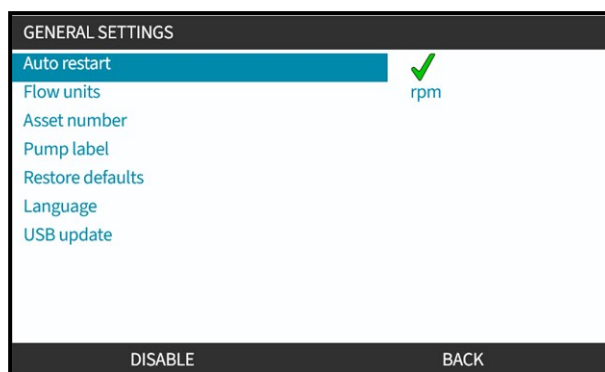 GENERAL SETTINGS
Auto restart
Flow units rpm
Asset number
Pump label
Restore defaults
Language
USB update
DISABLE BACK